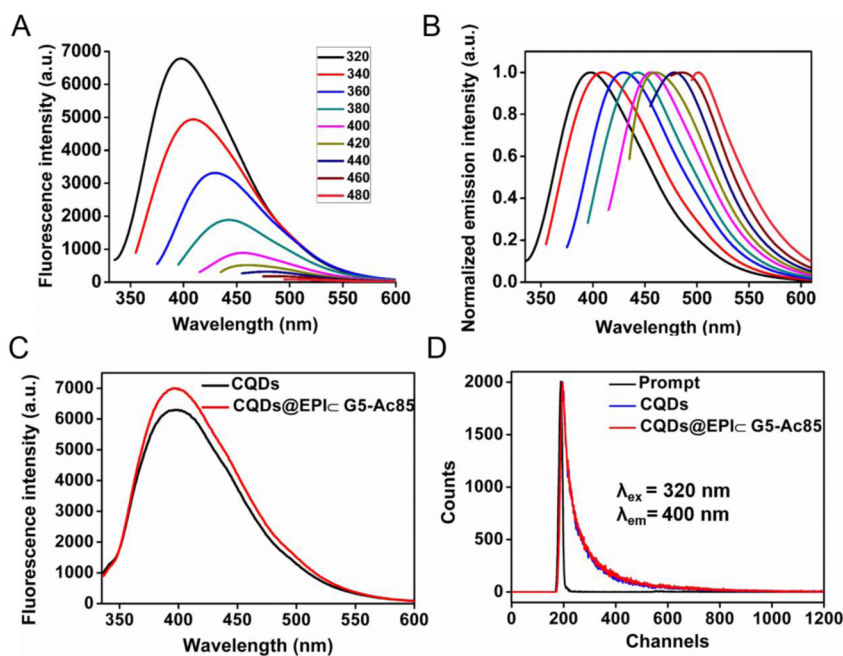 A
Fluorescence intensity (a.u.)
7000
6000
5000
4000
3000
2000
1000
0
350 400 450 500 550 600
Wavelength (nm)
320
340
360
380
400
420
440
460
480
B
Normalized emission intensity (a.u.)
1.0
0.8
0.6
0.4
0.2
0.0
350 400 450 500 550 600
Wavelength (nm)
C
Fluorescence intensity (a.u.)
7000
6000
5000
4000
3000
2000
1000
0
350 400 450 500 550 600
Wavelength (nm)
CQDs
CQDs@EPI⊂ G5-Ac85
D
Counts
2000
1500
1000
500
0
0 200 400 600 800 1000 1200
Channels
Prompt
CQDs
CQDs@EPI⊂ G5-Ac85
λex = 320 nm
λem = 400 nm